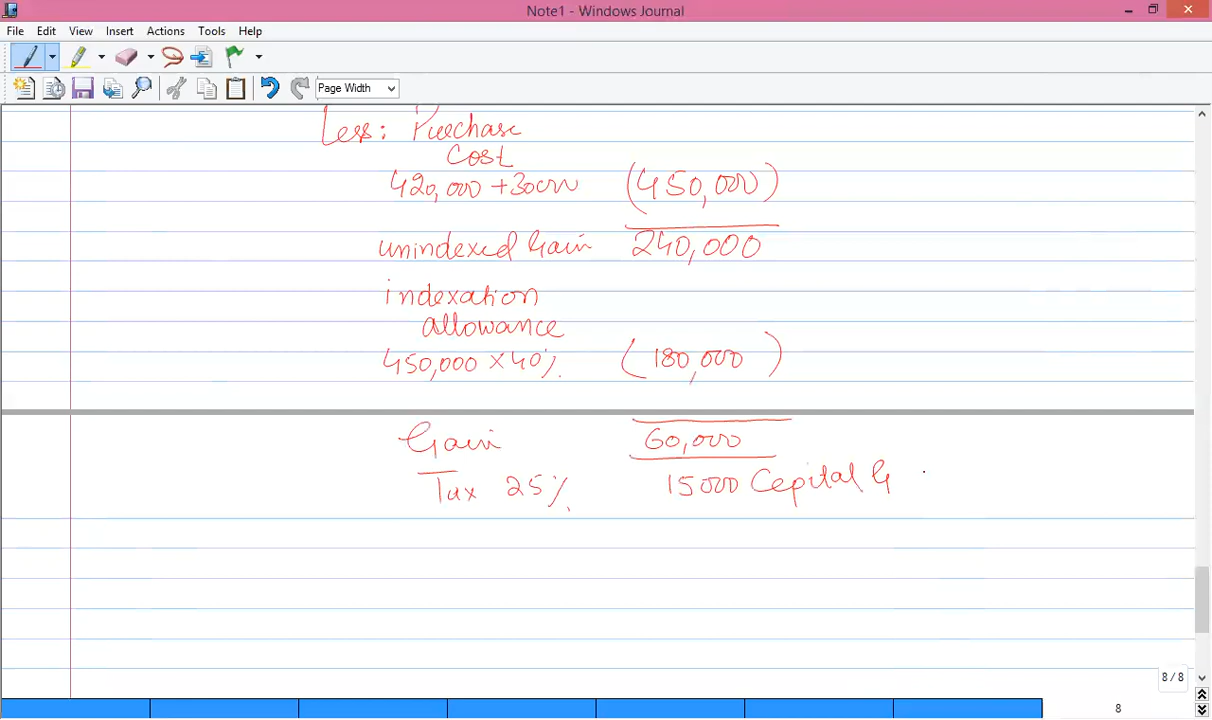 Note1 - Windows Journal
File Edit View Insert Actions Tools Help
Page Width
Less: Purchase
Cost
420,000 + 30000 (450,000)
unindexed Gain 240,000
indexation
allowance
450,000 × 40% (180,000)
Gain 60,000
Tax 25% 15000 Capital G
8 / 8
8